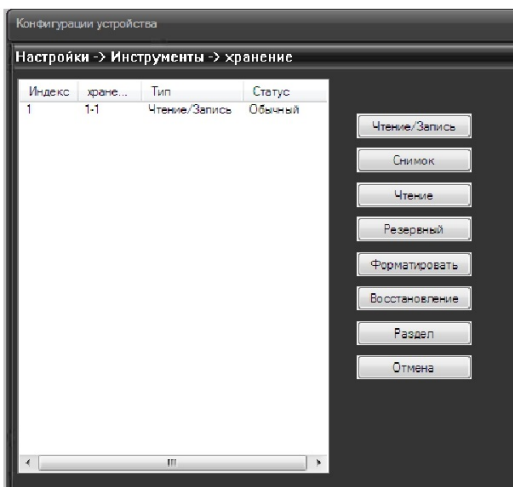 Конфигурации устройства
Настройки -> Инструменты -> хранение
Индекс хране... Тип Статус
1 1-1 Чтение/Запись Обычный
Чтение/Запись
Снимок
Чтение
Резервный
Форматировать
Восстановление
Раздел
Отмена